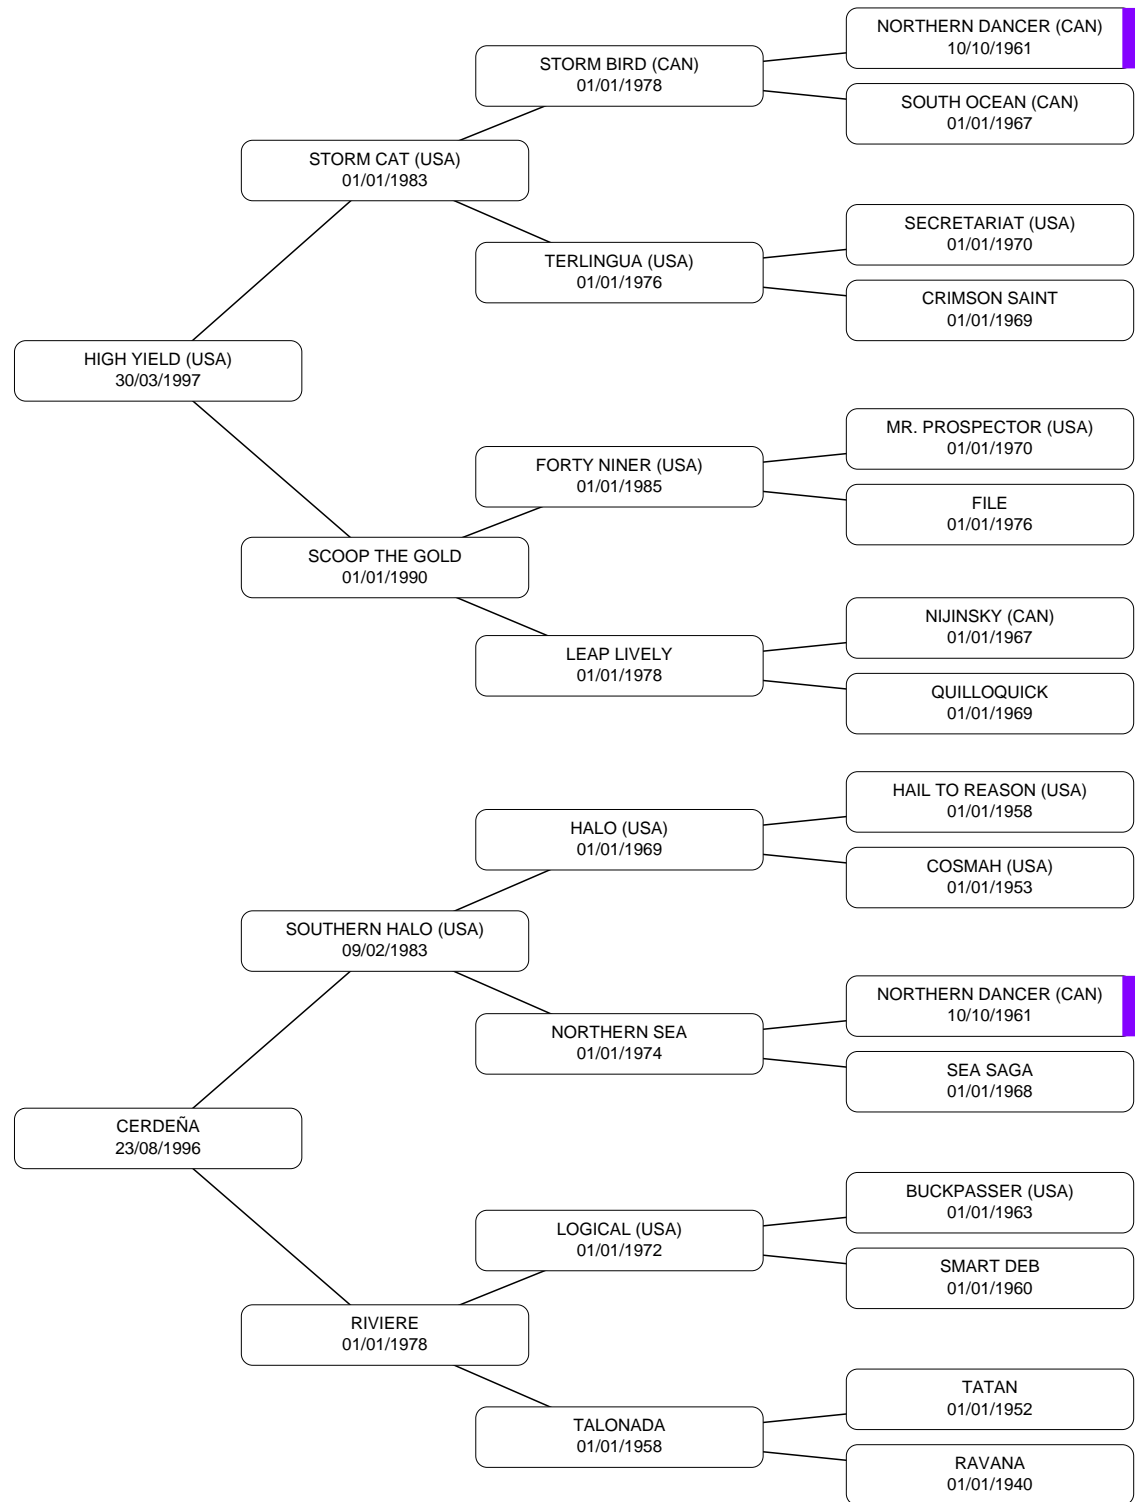 NORTHERN DANCER (CAN)
10/10/1961
STORM BIRD (CAN)
01/01/1978
SOUTH OCEAN (CAN)
01/01/1967
STORM CAT (USA)
01/01/1983
SECRETARIAT (USA)
01/01/1970
TERLINGUA (USA)
01/01/1976
CRIMSON SAINT
01/01/1969
HIGH YIELD (USA)
30/03/1997
MR. PROSPECTOR (USA)
01/01/1970
FORTY NINER (USA)
01/01/1985
FILE
01/01/1976
SCOOP THE GOLD
01/01/1990
NIJINSKY (CAN)
01/01/1967
LEAP LIVELY
01/01/1978
QUILLOQUICK
01/01/1969
HAIL TO REASON (USA)
01/01/1958
HALO (USA)
01/01/1969
COSMAH (USA)
01/01/1953
SOUTHERN HALO (USA)
09/02/1983
NORTHERN DANCER (CAN)
10/10/1961
NORTHERN SEA
01/01/1974
SEA SAGA
01/01/1968
CERDEÑA
23/08/1996
BUCKPASSER (USA)
01/01/1963
LOGICAL (USA)
01/01/1972
SMART DEB
01/01/1960
RIVIERE
01/01/1978
TATAN
01/01/1952
TALONADA
01/01/1958
RAVANA
01/01/1940